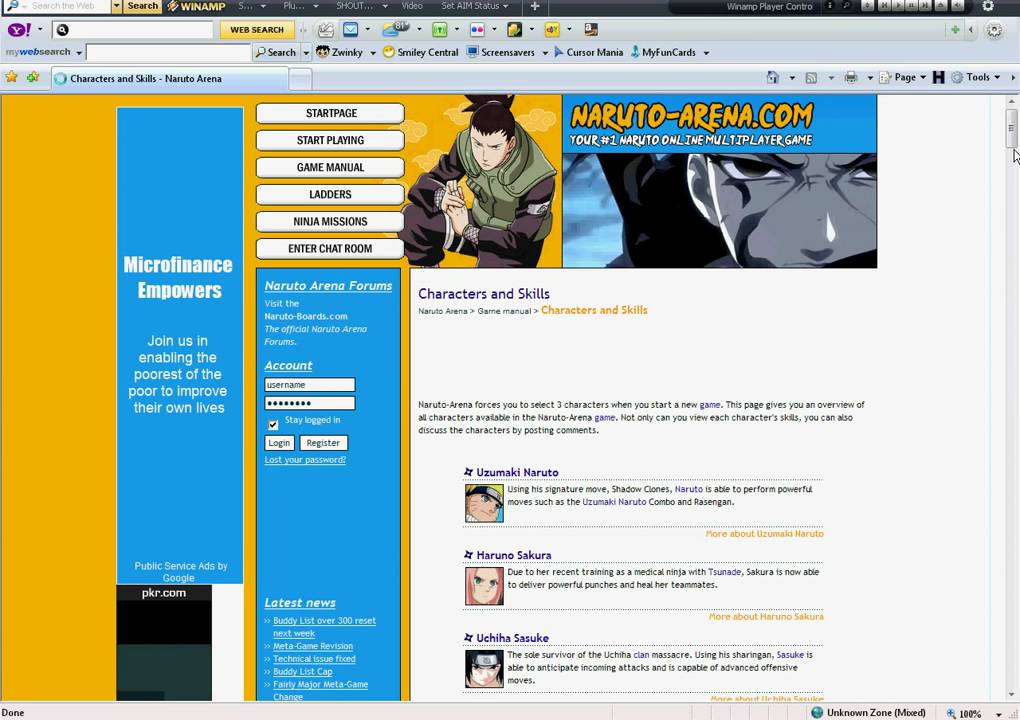 Search the Web
Search
WINAMP
S...
Plu...
SHOUT...
Video
Set AIM Status
Winamp Player Contro
Y!
WEB SEARCH
61°
mywebsearch
Search
Zwinky
Smiley Central
Screensavers
Cursor Mania
MyFunCards
Characters and Skills - Naruto Arena
Page
H
Tools
STARTPAGE
START PLAYING
GAME MANUAL
LADDERS
NINJA MISSIONS
ENTER CHAT ROOM
NARUTO-ARENA.COM
YOUR #1 NARUTO ONLINE MULTIPLAYER GAME
Microfinance
Empowers
Join us in
enabling the
poorest of the
poor to improve
their own lives
Public Service Ads by
Google
pkr.com
Naruto Arena Forums
Visit the
Naruto-Boards.com
The official Naruto Arena
Forums.
Account
username
••••••••
Stay logged in
Login
Register
Lost your password?
Latest news
>> Buddy List over 300 reset
next week
>> Meta-Game Revision
>> Technical issue fixed
>> Buddy List Cap
>> Fairly Major Meta-Game
Change
Characters and Skills
Naruto Arena > Game manual > Characters and Skills
Naruto-Arena forces you to select 3 characters when you start a new game. This page gives you an overview of
all characters available in the Naruto-Arena game. Not only can you view each character's skills, you can also
discuss the characters by posting comments.
Uzumaki Naruto
Using his signature move, Shadow Clones, Naruto is able to perform powerful
moves such as the Uzumaki Naruto Combo and Rasengan.
More about Uzumaki Naruto
Haruno Sakura
Due to her recent training as a medical ninja with Tsunade, Sakura is now able
to deliver powerful punches and heal her teammates.
More about Haruno Sakura
Uchiha Sasuke
The sole survivor of the Uchiha clan massacre. Using his sharingan, Sasuke is
able to anticipate incoming attacks and is capable of advanced offensive
moves.
More about Uchiha Sasuke
Done
Unknown Zone (Mixed)
100%